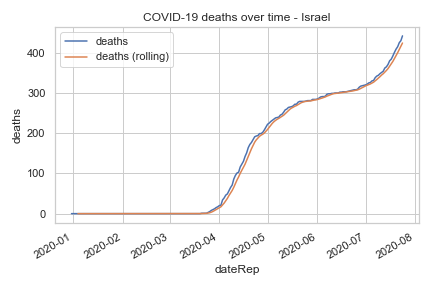 COVID-19 deaths over time - Israel
deaths
deaths (rolling)
400
300
200
100
0
deaths
2020-01
2020-02
2020-03
2020-04
2020-05
2020-06
2020-07
2020-08
dateRep